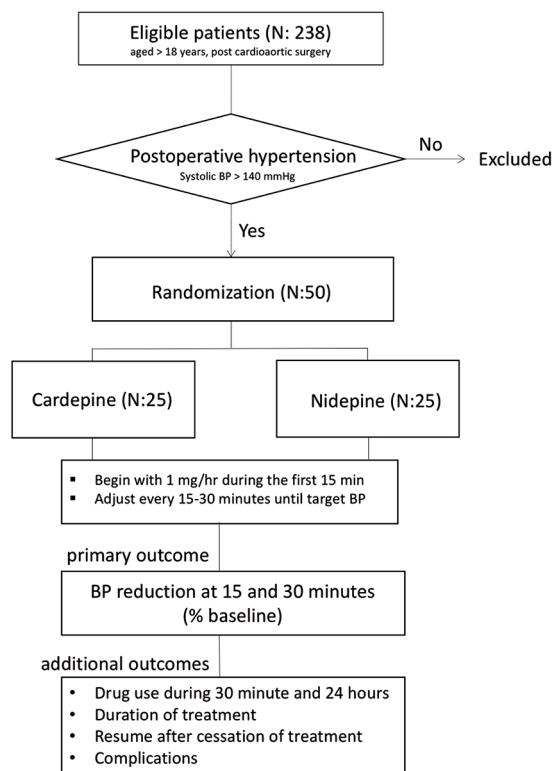 Eligible patients (N: 238)
aged > 18 years, post cardioaortic surgery
Postoperative hypertension
Systolic BP > 140 mmHg
No
Excluded
Yes
Randomization (N:50)
Cardepine (N:25)
Nidepine (N:25)
▪ Begin with 1 mg/hr during the first 15 min
▪ Adjust every 15-30 minutes until target BP
primary outcome
BP reduction at 15 and 30 minutes
(% baseline)
additional outcomes
• Drug use during 30 minute and 24 hours
• Duration of treatment
• Resume after cessation of treatment
• Complications